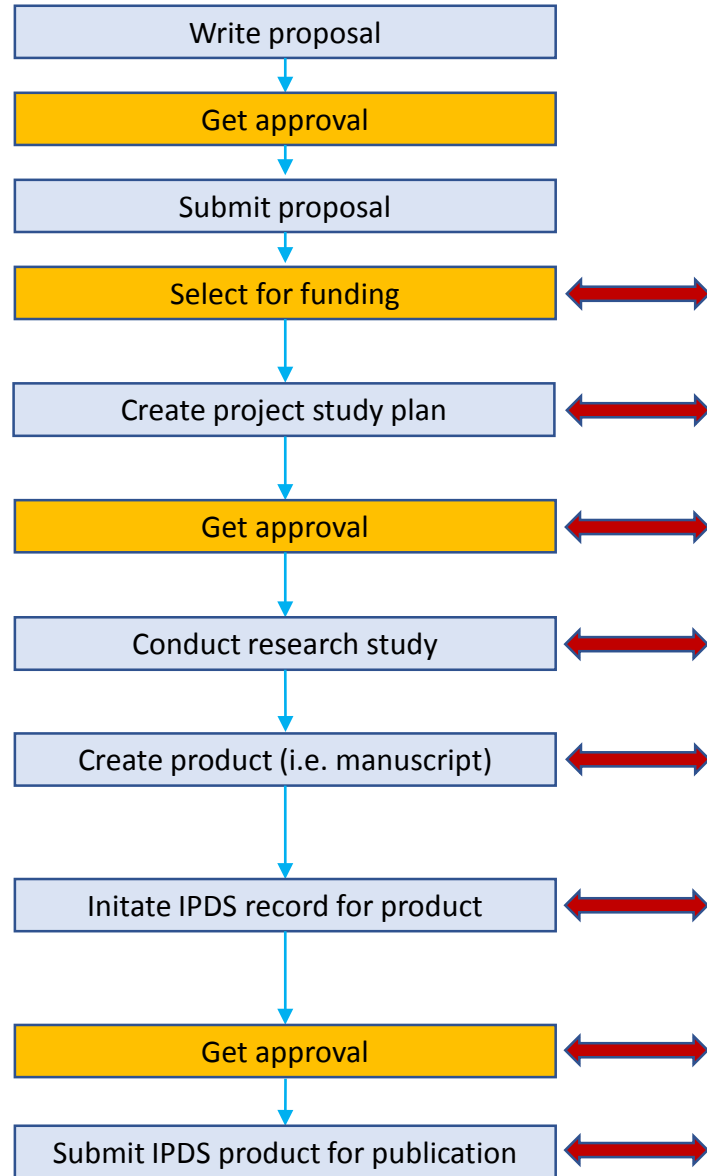 Write proposal
Get approval
Submit proposal
Select for funding
Create project study plan
Get approval
Conduct research study
Create product (i.e. manuscript)
Initate IPDS record for product
Get approval
Submit IPDS product for publication